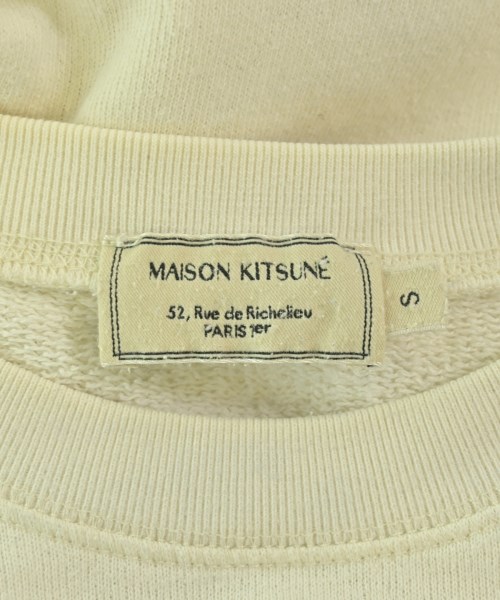 MAISON KITSUNÉ
52, Rue de Richelieu
PARIS 1er
S